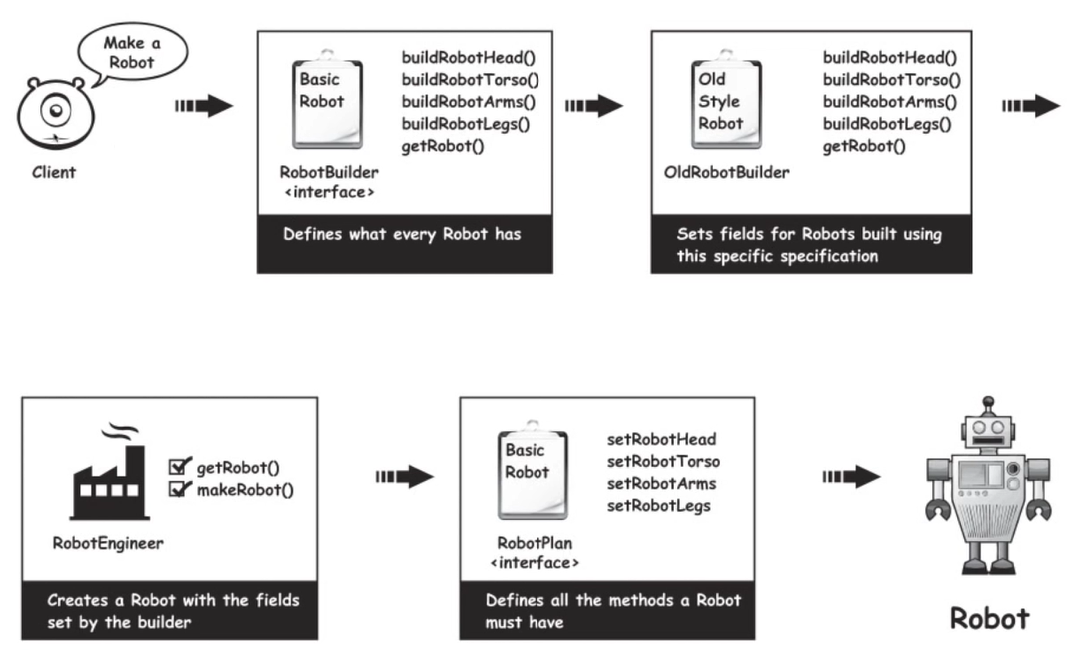 Make a
Robot
Client
Basic
Robot
buildRobotHead()
buildRobotTorso()
buildRobotArms()
buildRobotLegs()
getRobot()
RobotBuilder
<interface>
Defines what every Robot has
Old
Style
Robot
buildRobotHead()
buildRobotTorso()
buildRobotArms()
buildRobotLegs()
getRobot()
OldRobotBuilder
Sets fields for Robots built using
this specific specification
getRobot()
makeRobot()
RobotEngineer
Creates a Robot with the fields
set by the builder
Basic
Robot
setRobotHead
setRobotTorso
setRobotArms
setRobotLegs
RobotPlan
<interface>
Defines all the methods a Robot
must have
Robot